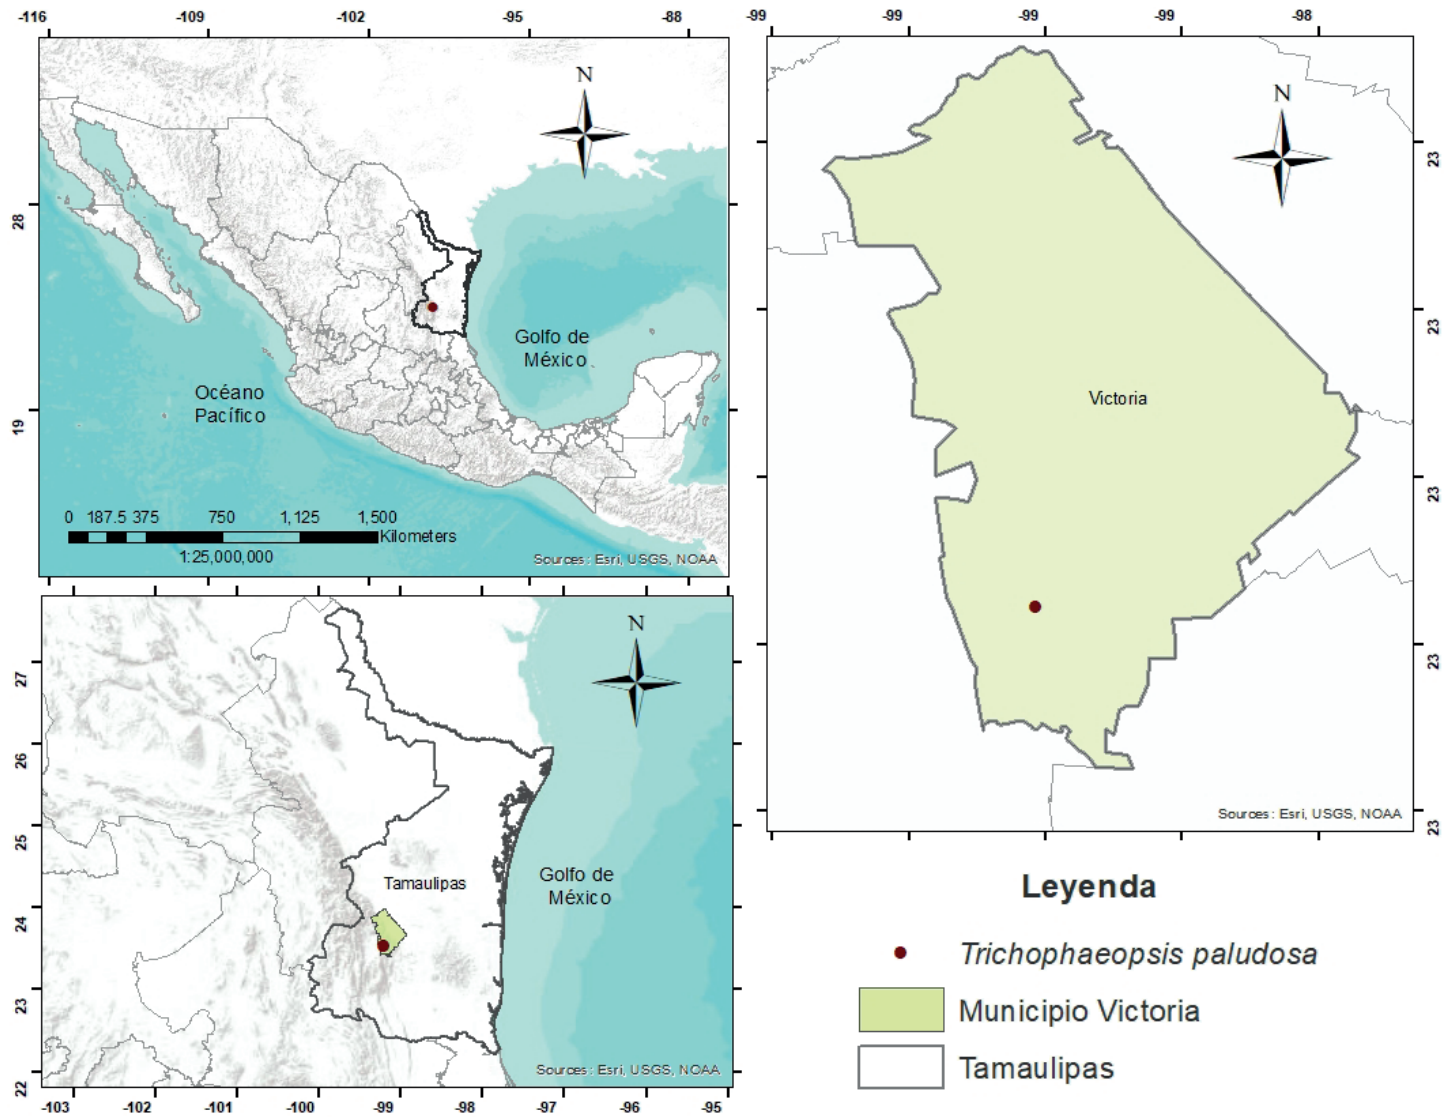 -116
-109
-102
-95
-88
N
28
19
Golfo de
México
Océano
Pacífico
0 187.5 375 750 1,125 1,500
Kilometers
1:25,000,000
Sources: Esri, USGS, NOAA
N
27
26
25
24
23
22
Tamaulipas
Golfo de
México
Sources: Esri, USGS, NOAA
-103 -102 -101 -100 -99 -98 -97 -96 -95
-99 -99 -99 -99 -98
N
23
23
23
23
23
Victoria
Sources: Esri, USGS, NOAA
Leyenda
Trichophaeopsis paludosa
Municipio Victoria
Tamaulipas